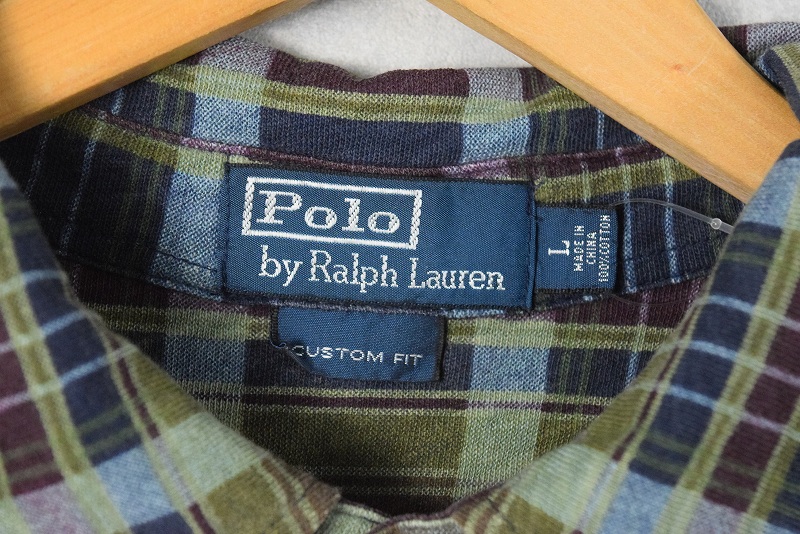 Polo
by Ralph Lauren
L
MADE IN
CHINA
100%COTTON
CUSTOM FIT